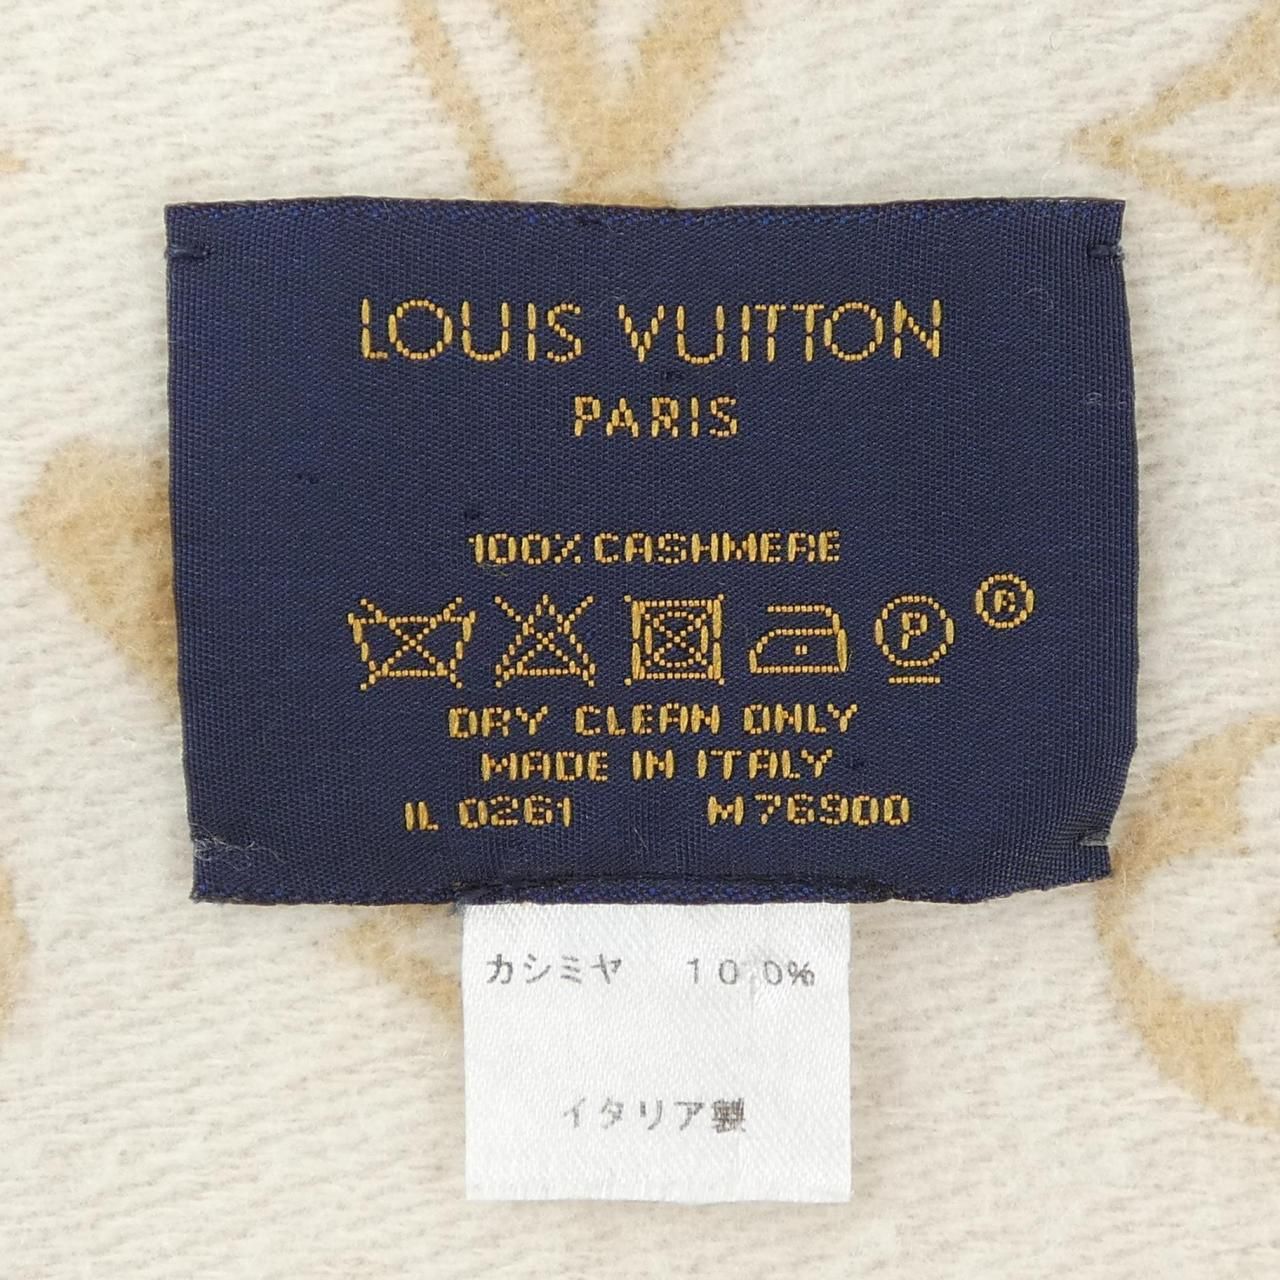 LOUIS VUITTON
PARIS
100% CASHMERE
P
©
DRY CLEAN ONLY
MADE IN ITALY
IL 0261 M76900
カシミヤ 100%
イタリア製